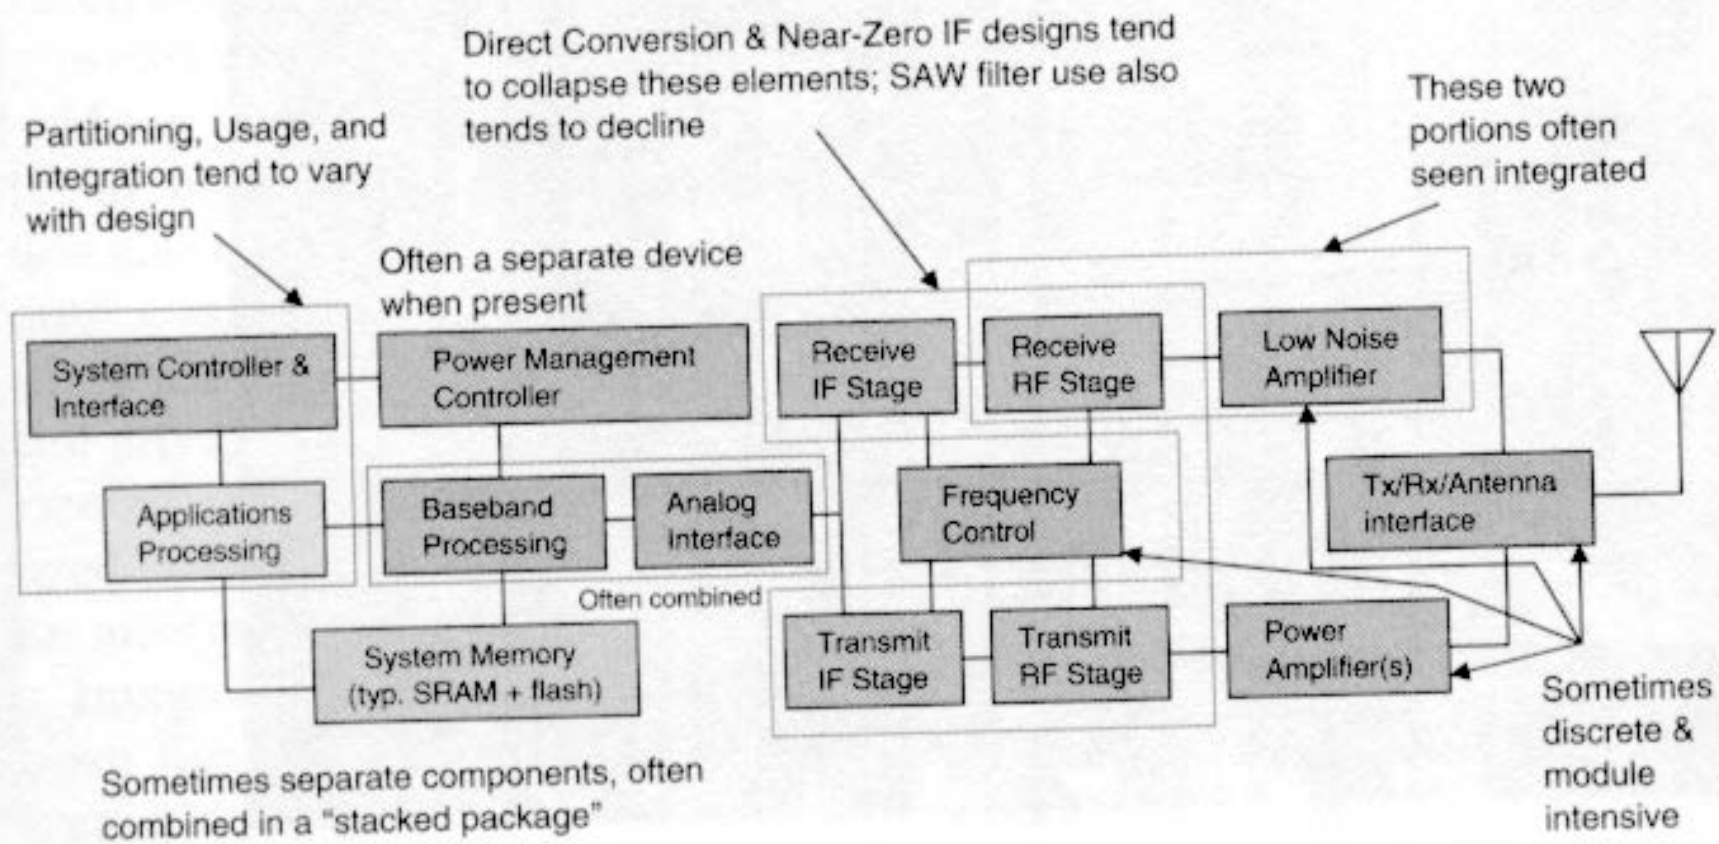 Direct Conversion & Near-Zero IF designs tend
to collapse these elements; SAW filter use also
tends to decline
These two
portions often
seen integrated
Partitioning, Usage, and
Integration tend to vary
with design
Often a separate device
when present
System Controller &
Interface
Power Management
Controller
Receive
IF Stage
Receive
RF Stage
Low Noise
Amplifier
Applications
Processing
Baseband
Processing
Analog
Interface
Frequency
Control
Tx/Rx/Antenna
interface
Often combined
System Memory
(typ. SRAM + flash)
Transmit
IF Stage
Transmit
RF Stage
Power
Amplifier(s)
Sometimes
discrete &
module
intensive
Sometimes separate components, often
combined in a "stacked package"